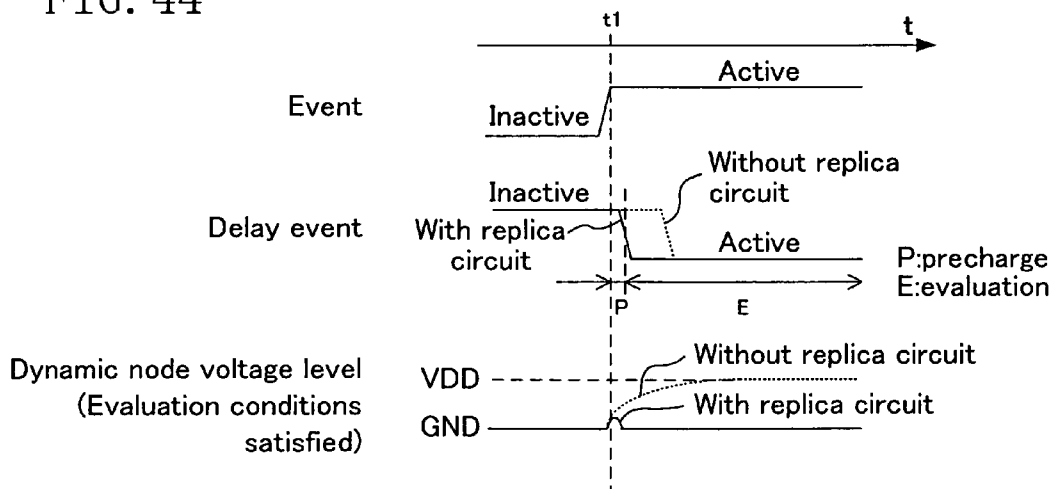 FIG. 44
t1
t
Event
Inactive
Active
Delay event
Inactive
With replica
circuit
Without replica
circuit
Active
P:precharge
E:evaluation
P
E
Dynamic node voltage level
(Evaluation conditions
satisfied)
VDD
GND
Without replica circuit
With replica circuit